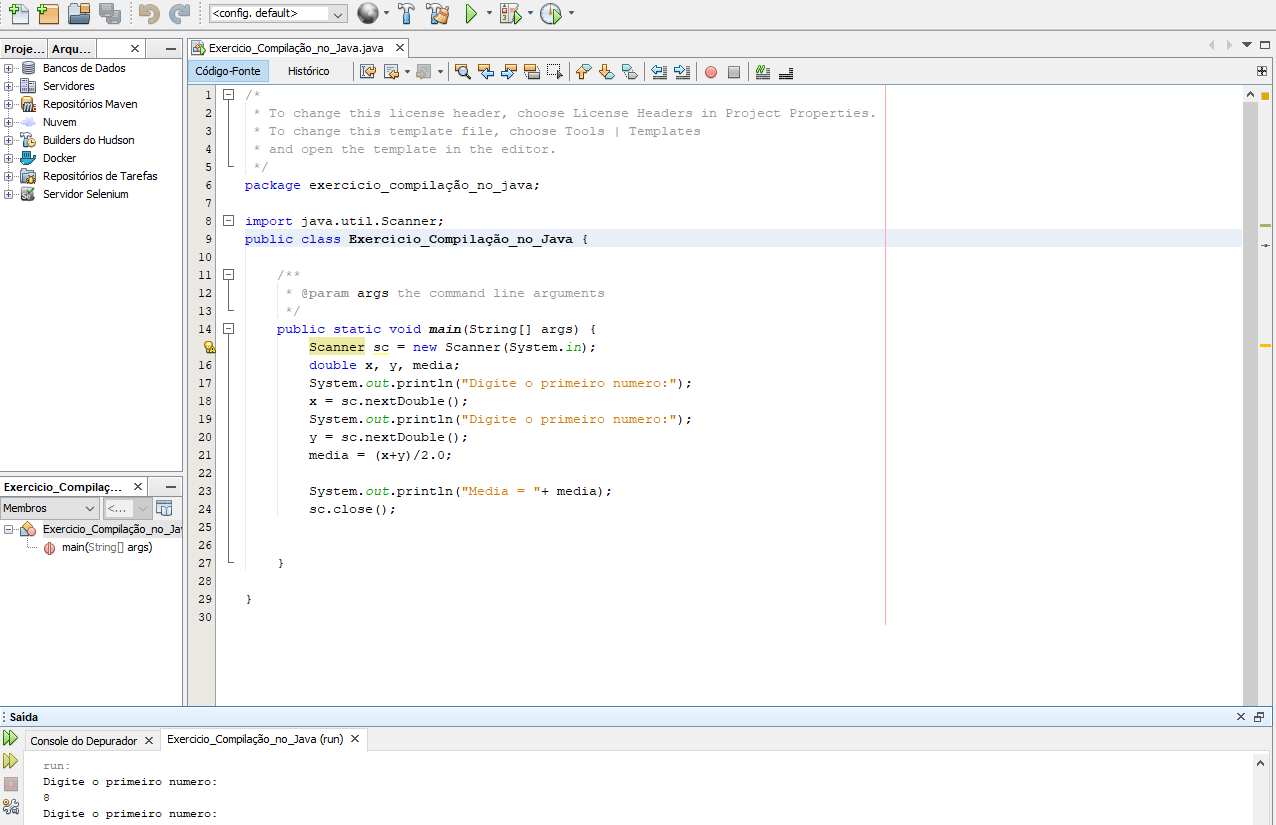 <config. default>
Proje...
Arqu...
Exercicio_Compilação_no_Java.java
Código-Fonte
Histórico
Bancos de Dados
Servidores
Repositórios Maven
Nuvem
Builders do Hudson
Docker
Repositórios de Tarefas
Servidor Selenium
1 /*
2 * To change this license header, choose License Headers in Project Properties.
3 * To change this template file, choose Tools | Templates
4 * and open the template in the editor.
5 */
6 package exercicio_compilação_no_java;
7
8 import java.util.Scanner;
9 public class Exercicio_Compilação_no_Java {
10
11 /**
12 * @param args the command line arguments
13 */
14 public static void main(String[] args) {
Scanner sc = new Scanner(System.in);
16 double x, y, media;
17 System.out.println("Digite o primeiro numero:");
18 x = sc.nextDouble();
19 System.out.println("Digite o primeiro numero:");
20 y = sc.nextDouble();
21 media = (x+y)/2.0;
22
23 System.out.println("Media = "+ media);
24 sc.close();
25
26
27 }
28
29 }
30
Exercicio_Compilaç...
Membros
<...
Exercicio_Compilação_no_Ja
main(String[] args)
Saída
Console do Depurador
Exercicio_Compilação_no_Java (run)
run:
Digite o primeiro numero:
8
Digite o primeiro numero: